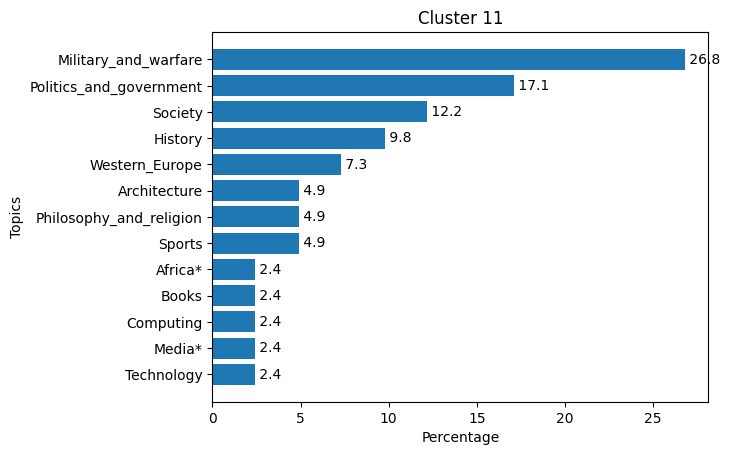 Cluster 11
Topics
Military_and_warfare 26.8
Politics_and_government 17.1
Society 12.2
History 9.8
Western_Europe 7.3
Architecture 4.9
Philosophy_and_religion 4.9
Sports 4.9
Africa* 2.4
Books 2.4
Computing 2.4
Media* 2.4
Technology 2.4
0 5 10 15 20 25
Percentage